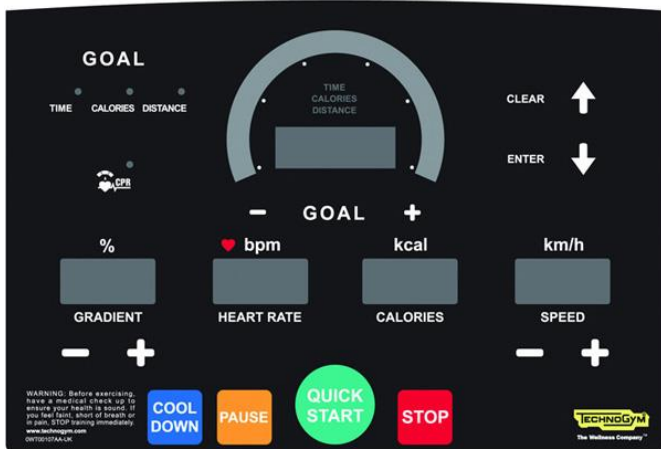 GOAL
TIME CALORIES DISTANCE
CPR
TIME
CALORIES
DISTANCE
CLEAR
ENTER
- GOAL +
%
GRADIENT
- +
bpm
HEART RATE
kcal
CALORIES
km/h
SPEED
- +
WARNING: Before exercising,
have a medical check up to
ensure your health is sound. If
you feel faint, short of breath or
in pain, STOP training immediately.
www.technogym.com
0WT00107AA-UK
COOL
DOWN
PAUSE
QUICK
START
STOP
TECHNOGYM
The Wellness Company™